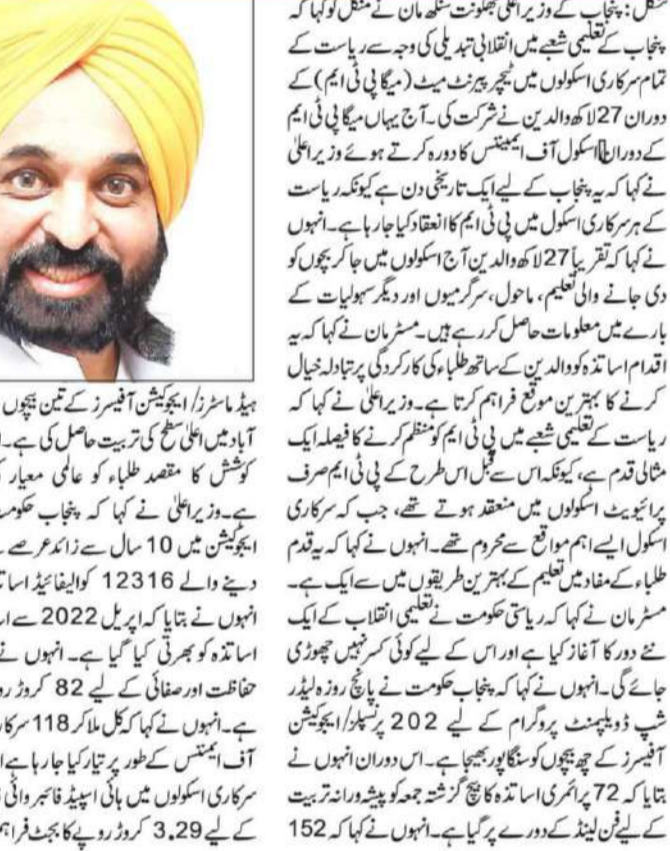 پنجاب کے وزیراعلیٰ بھگونت سنگھ مان نے منگل کو کہا کہ
پنجاب کے تعلیمی شعبے میں انقلابی تبدیلی کی وجہ سے ریاست کے
تمام سرکاری اسکولوں میں ٹیچر پیرنٹ میٹ (میگا پی ٹی ایم) کے
دوران 27 لاکھ والدین نے شرکت کی۔ آج یہاں میگا پی ٹی ایم
کے دوران اسکول آف ایمیننس کا دورہ کرتے ہوئے وزیراعلیٰ
نے کہا کہ یہ پنجاب کے لیے ایک تاریخی دن ہے کیونکہ ریاست
کے ہر سرکاری اسکول میں پی ٹی ایم کا انعقاد کیا جا رہا ہے۔ انہوں
نے کہا کہ تقریباً 27 لاکھ والدین آج اسکولوں میں جا کر بچوں کو
دی جانے والی تعلیم، ماحول، سرگرمیوں اور دیگر سہولیات کے
بارے میں معلومات حاصل کر رہے ہیں۔ مسٹر مان نے کہا کہ یہ
اقدام اساتذہ کو والدین کے ساتھ طلباء کی کارکردگی پر تبادلہ خیال
کرنے کا بہترین موقع فراہم کرتا ہے۔ وزیراعلیٰ نے کہا کہ
ریاست کے تعلیمی شعبے میں پی ٹی ایم کو منظم کرنے کا فیصلہ ایک
مثالی قدم ہے، کیونکہ اس سے قبل اس طرح کے پی ٹی ایم صرف
پرائیویٹ اسکولوں میں منعقد ہوتے تھے، جب کہ سرکاری
اسکول ایسے اہم مواقع سے محروم تھے۔ انہوں نے کہا کہ یہ قدم
طلباء کے مفاد میں تعلیم کے بہترین طریقوں میں سے ایک ہے۔
مسٹر مان نے کہا کہ ریاستی حکومت نے تعلیمی انقلاب کے ایک
نئے دور کا آغاز کیا ہے اور اس کے لیے کوئی کسر نہیں چھوڑی
جائے گی۔ انہوں نے کہا کہ پنجاب حکومت نے پانچ روزہ لیڈر
شپ ڈویلپمنٹ پروگرام کے لیے 202 پرنسپلز/ایجوکیشن
آفیسرز کے چھ بیچوں کو سنگاپور بھیجا ہے۔ اس دوران انہوں نے
بتایا کہ 72 پرائمری اساتذہ کا بیچ گزشتہ جمعہ کو پیشہ ورانہ تربیت
کے لیے فن لینڈ کے دورے پر گیا ہے۔ انہوں نے کہا کہ 152
ہیڈ ماسٹرز/ ایجوکیشن آفیسرز کے تین بیچوں
آباد میں اعلیٰ سطح کی تربیت حاصل کی ہے۔
کوشش کا مقصد طلباء کو عالمی معیار
ہے۔ وزیراعلیٰ نے کہا کہ پنجاب حکومت
ایجوکیشن میں 10 سال سے زائد عرصے
دینے والے 12316 کوالیفائیڈ
انہوں نے بتایا کہ اپریل 2022 سے
اساتذہ کو بھرتی کیا گیا ہے۔ انہوں نے
حفاظت اور صفائی کے لیے 82 کروڑ
ہے۔ انہوں نے کہا کہ کل ملا کر 118
آف ایمننس کے طور پر تیار کیا جا رہا ہے
سرکاری اسکولوں میں ہائی اسپیڈ فائبر وائی
کے لیے 3.29 کروڑ روپے کا بجٹ